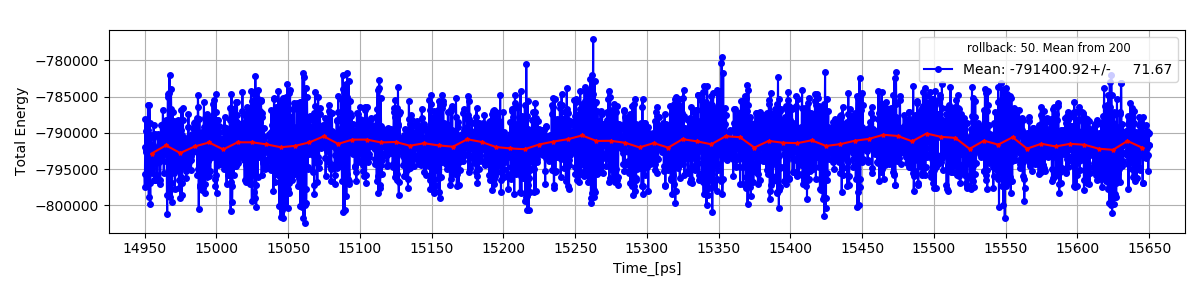 rollback: 50. Mean from 200
Mean: -791400.92+/- 71.67
Total Energy
−780000
−785000
−790000
−795000
−800000
14950 15000 15050 15100 15150 15200 15250 15300 15350 15400 15450 15500 15550 15600 15650
Time_[ps]